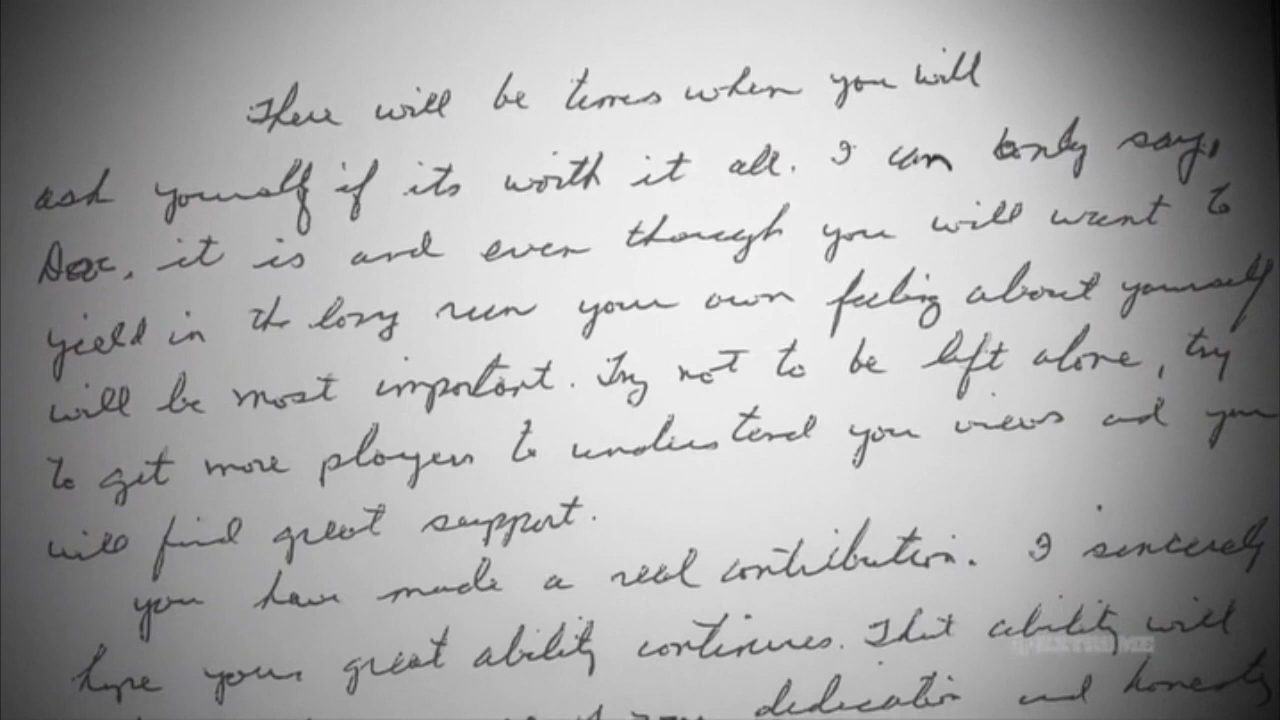 There will be times when you will
ask yourself if its worth it all. I can only say,
Doc, it is and even though you will want to
yield in the long run your own feeling about yourself
will be most important. Try not to be left alone, try
to get more players to understand you views and you
will find great support.
you have made a real contribution. I sincerely
hope your great ability continues. That ability will
dedication and honesty